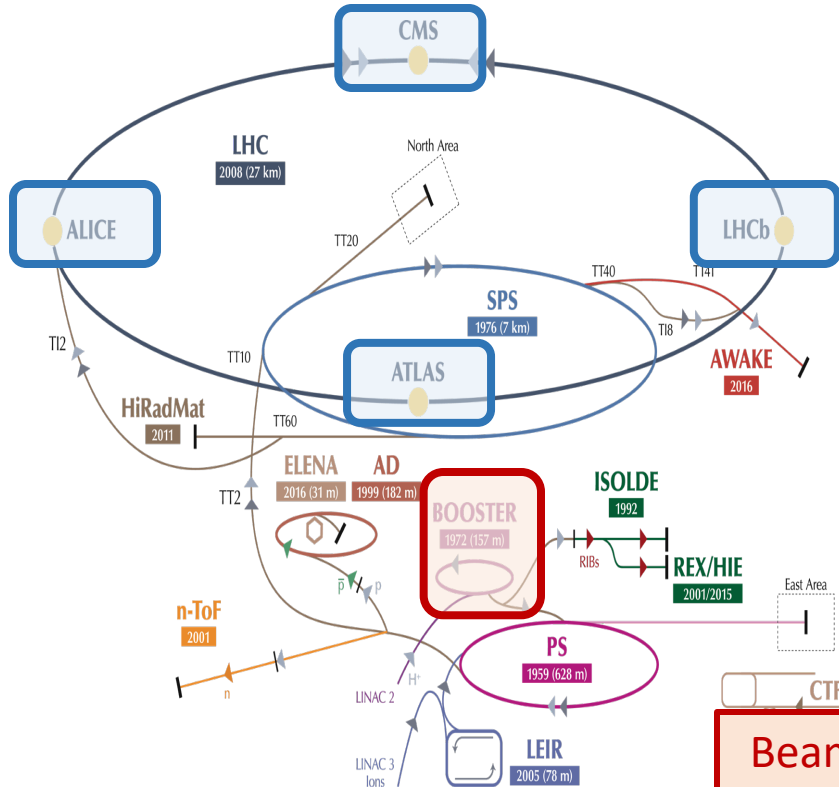 CMS
LHC
2008 (27 km)
North Area
TT20
ALICE
LHCb
TT40
TT41
SPS
1976 (7 km)
TI8
TI2
TT10
ATLAS
AWAKE
2016
HiRadMat
2011
TT60
ELENA
2016 (31 m)
AD
1999 (182 m)
TT2
BOOSTER
1972 (157 m)
ISOLDE
1992
RIBs
REX/HIE
2001/2015
p̄
p
East Area
n-ToF
2001
n
PS
1959 (628 m)
H⁺
LINAC 2
CTF
LEIR
2005 (78 m)
LINAC 3
Ions
Beam